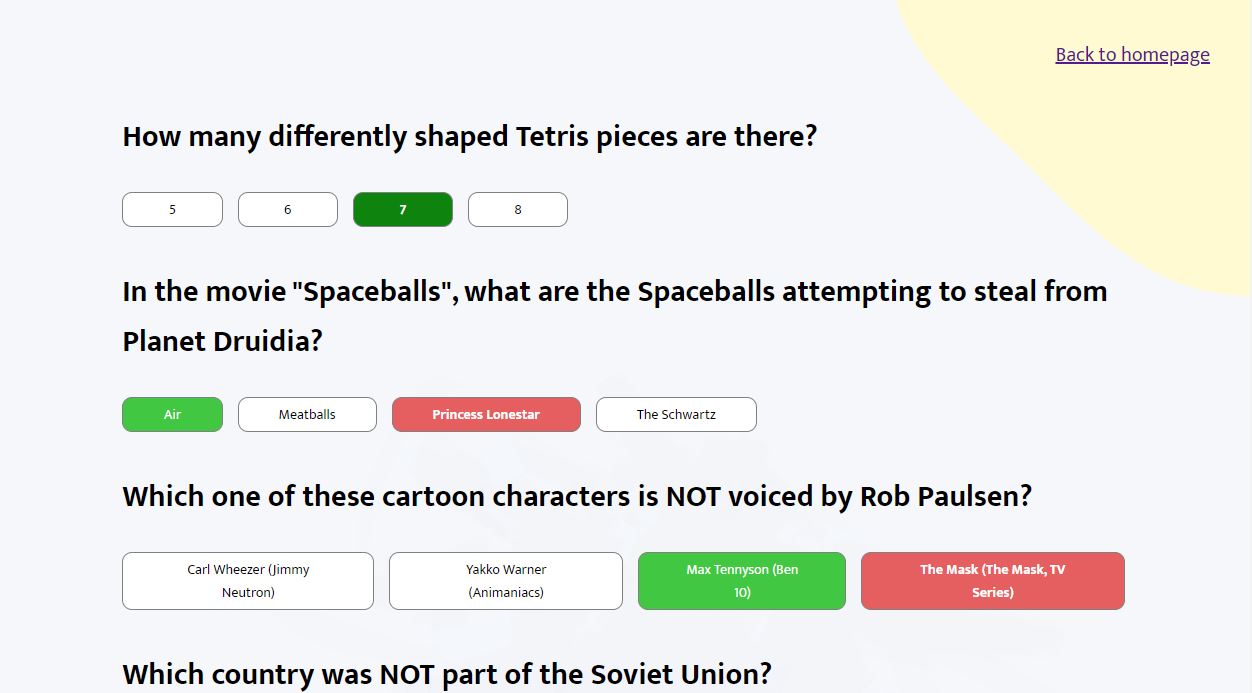 Back to homepage
How many differently shaped Tetris pieces are there?
5 6 7 8
In the movie "Spaceballs", what are the Spaceballs attempting to steal from
Planet Druidia?
Air Meatballs Princess Lonestar The Schwartz
Which one of these cartoon characters is NOT voiced by Rob Paulsen?
Carl Wheezer (Jimmy
Neutron)
Yakko Warner
(Animaniacs)
Max Tennyson (Ben
10)
The Mask (The Mask, TV
Series)
Which country was NOT part of the Soviet Union?